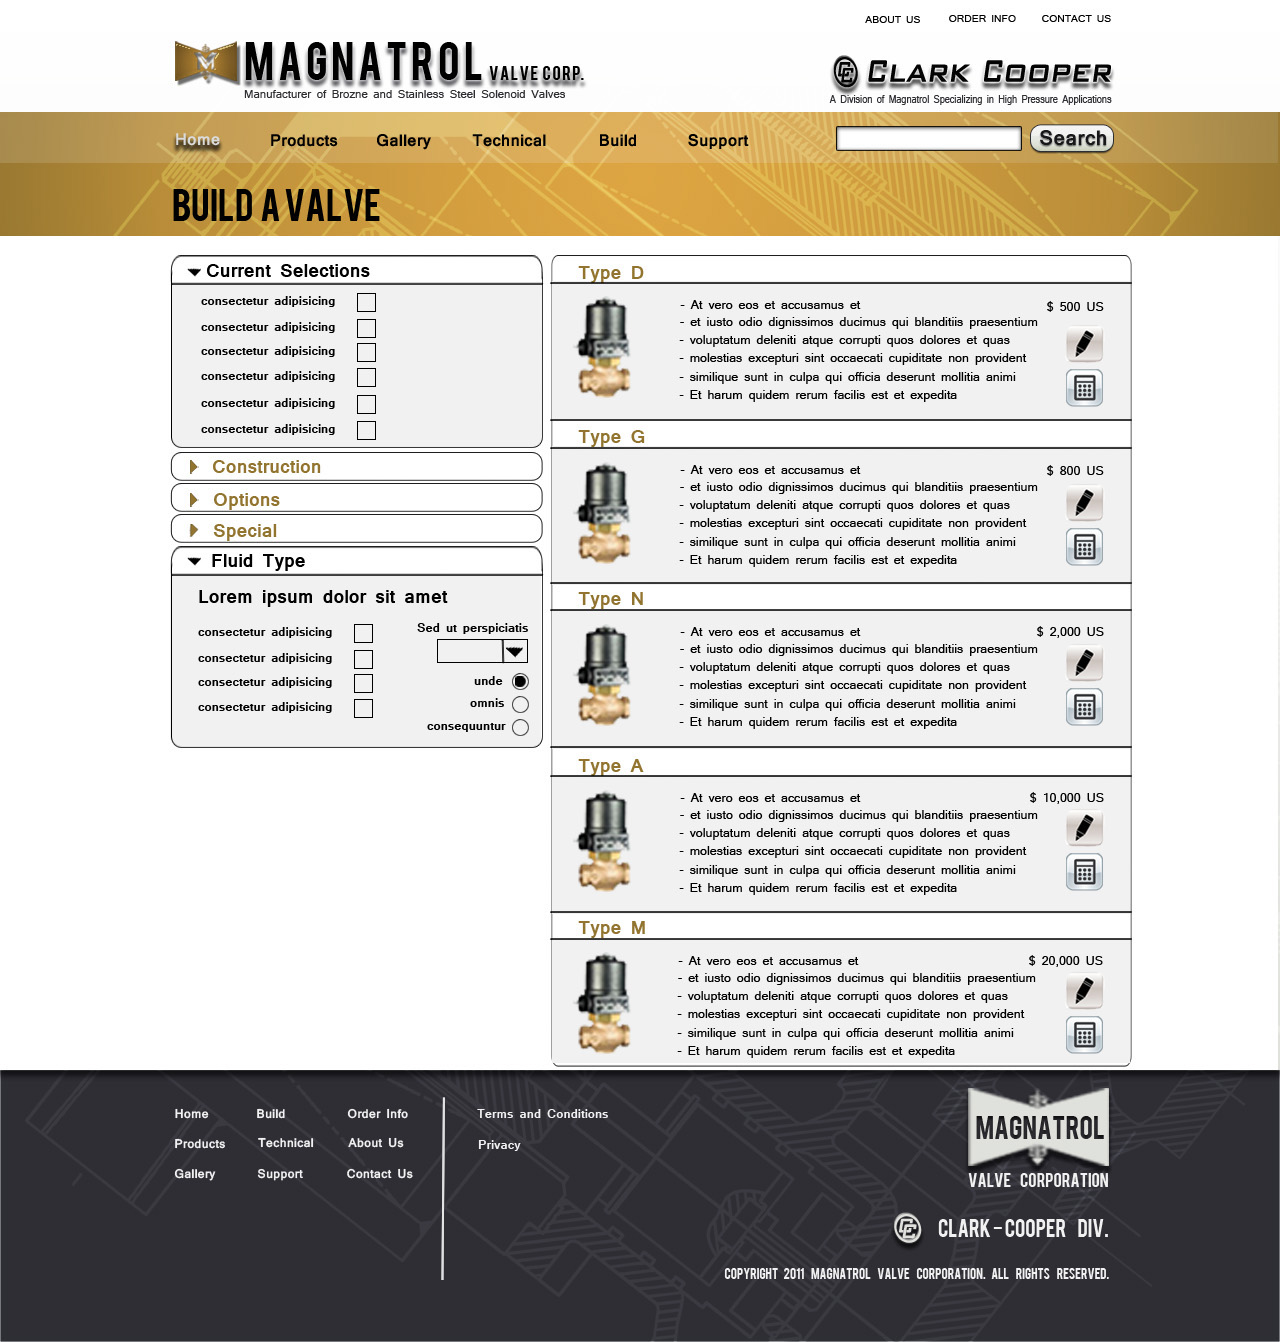 ABOUT US   ORDER INFO   CONTACT US
MAGNATROL VALVE CORP.
Manufacturer of Brozne and Stainless Steel Solenoid Valves
CC CLARK COOPER
A Division of Magnatrol Specializing in High Pressure Applications
Home   Products   Gallery   Technical   Build   Support   Search
BUILD A VALVE
Current Selections
consectetur adipisicing
consectetur adipisicing
consectetur adipisicing
consectetur adipisicing
consectetur adipisicing
consectetur adipisicing
Construction
Options
Special
Fluid Type
Lorem ipsum dolor sit amet
consectetur adipisicing
consectetur adipisicing
consectetur adipisicing
consectetur adipisicing
Sed ut perspiciatis
unde
omnis
consequuntur
Type D
- At vero eos et accusamus et
- et iusto odio dignissimos ducimus qui blanditiis praesentium
- voluptatum deleniti atque corrupti quos dolores et quas
- molestias excepturi sint occaecati cupiditate non provident
- similique sunt in culpa qui officia deserunt mollitia animi
- Et harum quidem rerum facilis est et expedita
$ 500 US
Type G
- At vero eos et accusamus et
- et iusto odio dignissimos ducimus qui blanditiis praesentium
- voluptatum deleniti atque corrupti quos dolores et quas
- molestias excepturi sint occaecati cupiditate non provident
- similique sunt in culpa qui officia deserunt mollitia animi
- Et harum quidem rerum facilis est et expedita
$ 800 US
Type N
- At vero eos et accusamus et
- et iusto odio dignissimos ducimus qui blanditiis praesentium
- voluptatum deleniti atque corrupti quos dolores et quas
- molestias excepturi sint occaecati cupiditate non provident
- similique sunt in culpa qui officia deserunt mollitia animi
- Et harum quidem rerum facilis est et expedita
$ 2,000 US
Type A
- At vero eos et accusamus et
- et iusto odio dignissimos ducimus qui blanditiis praesentium
- voluptatum deleniti atque corrupti quos dolores et quas
- molestias excepturi sint occaecati cupiditate non provident
- similique sunt in culpa qui officia deserunt mollitia animi
- Et harum quidem rerum facilis est et expedita
$ 10,000 US
Type M
- At vero eos et accusamus et
- et iusto odio dignissimos ducimus qui blanditiis praesentium
- voluptatum deleniti atque corrupti quos dolores et quas
- molestias excepturi sint occaecati cupiditate non provident
- similique sunt in culpa qui officia deserunt mollitia animi
- Et harum quidem rerum facilis est et expedita
$ 20,000 US
Home   Build   Order Info   Terms and Conditions
Products   Technical   About Us   Privacy
Gallery   Support   Contact Us
MAGNATROL
VALVE CORPORATION
CC CLARK-COOPER DIV.
COPYRIGHT 2011 MAGNATROL VALVE CORPORATION. ALL RIGHTS RESERVED.